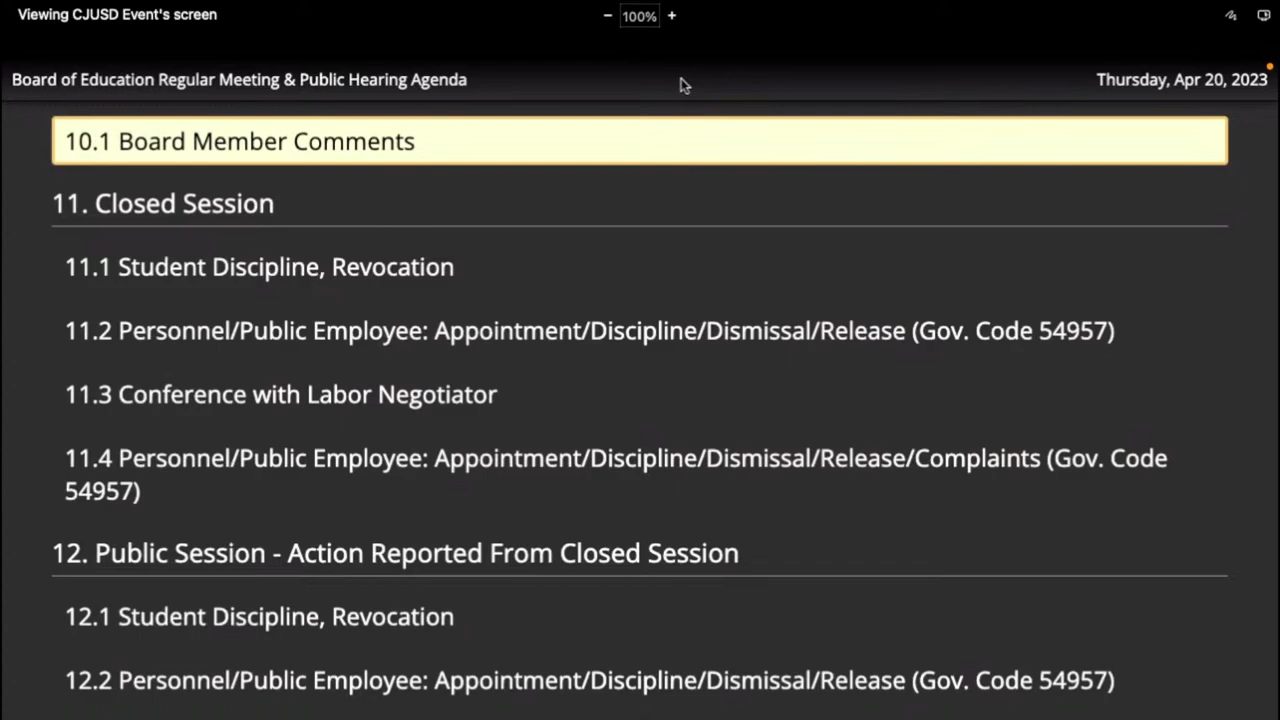 Viewing CJUSD Event's screen
− 100% +
Board of Education Regular Meeting & Public Hearing Agenda
Thursday, Apr 20, 2023
10.1 Board Member Comments
11. Closed Session
11.1 Student Discipline, Revocation
11.2 Personnel/Public Employee: Appointment/Discipline/Dismissal/Release (Gov. Code 54957)
11.3 Conference with Labor Negotiator
11.4 Personnel/Public Employee: Appointment/Discipline/Dismissal/Release/Complaints (Gov. Code
54957)
12. Public Session - Action Reported From Closed Session
12.1 Student Discipline, Revocation
12.2 Personnel/Public Employee: Appointment/Discipline/Dismissal/Release (Gov. Code 54957)